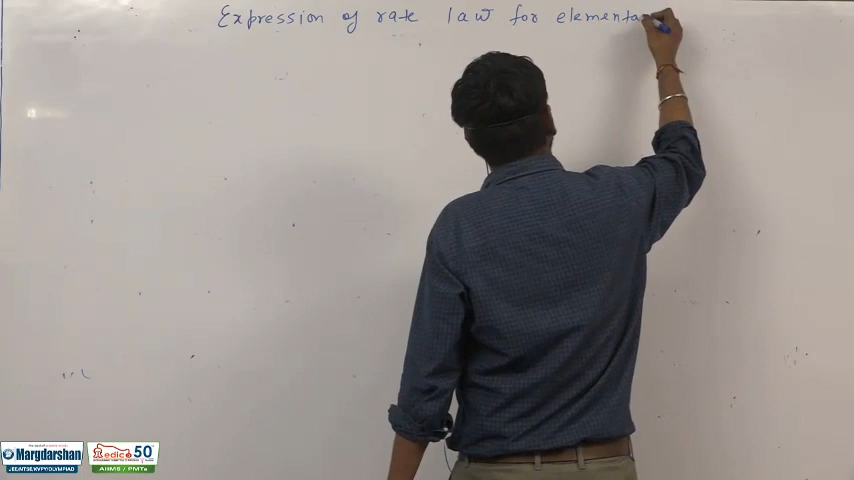 Expression of rate law for elementa
Margdarshan
JEE/NTSE/KVPY/OLYMPIAD
Medico 50
AIIMS / PMTs